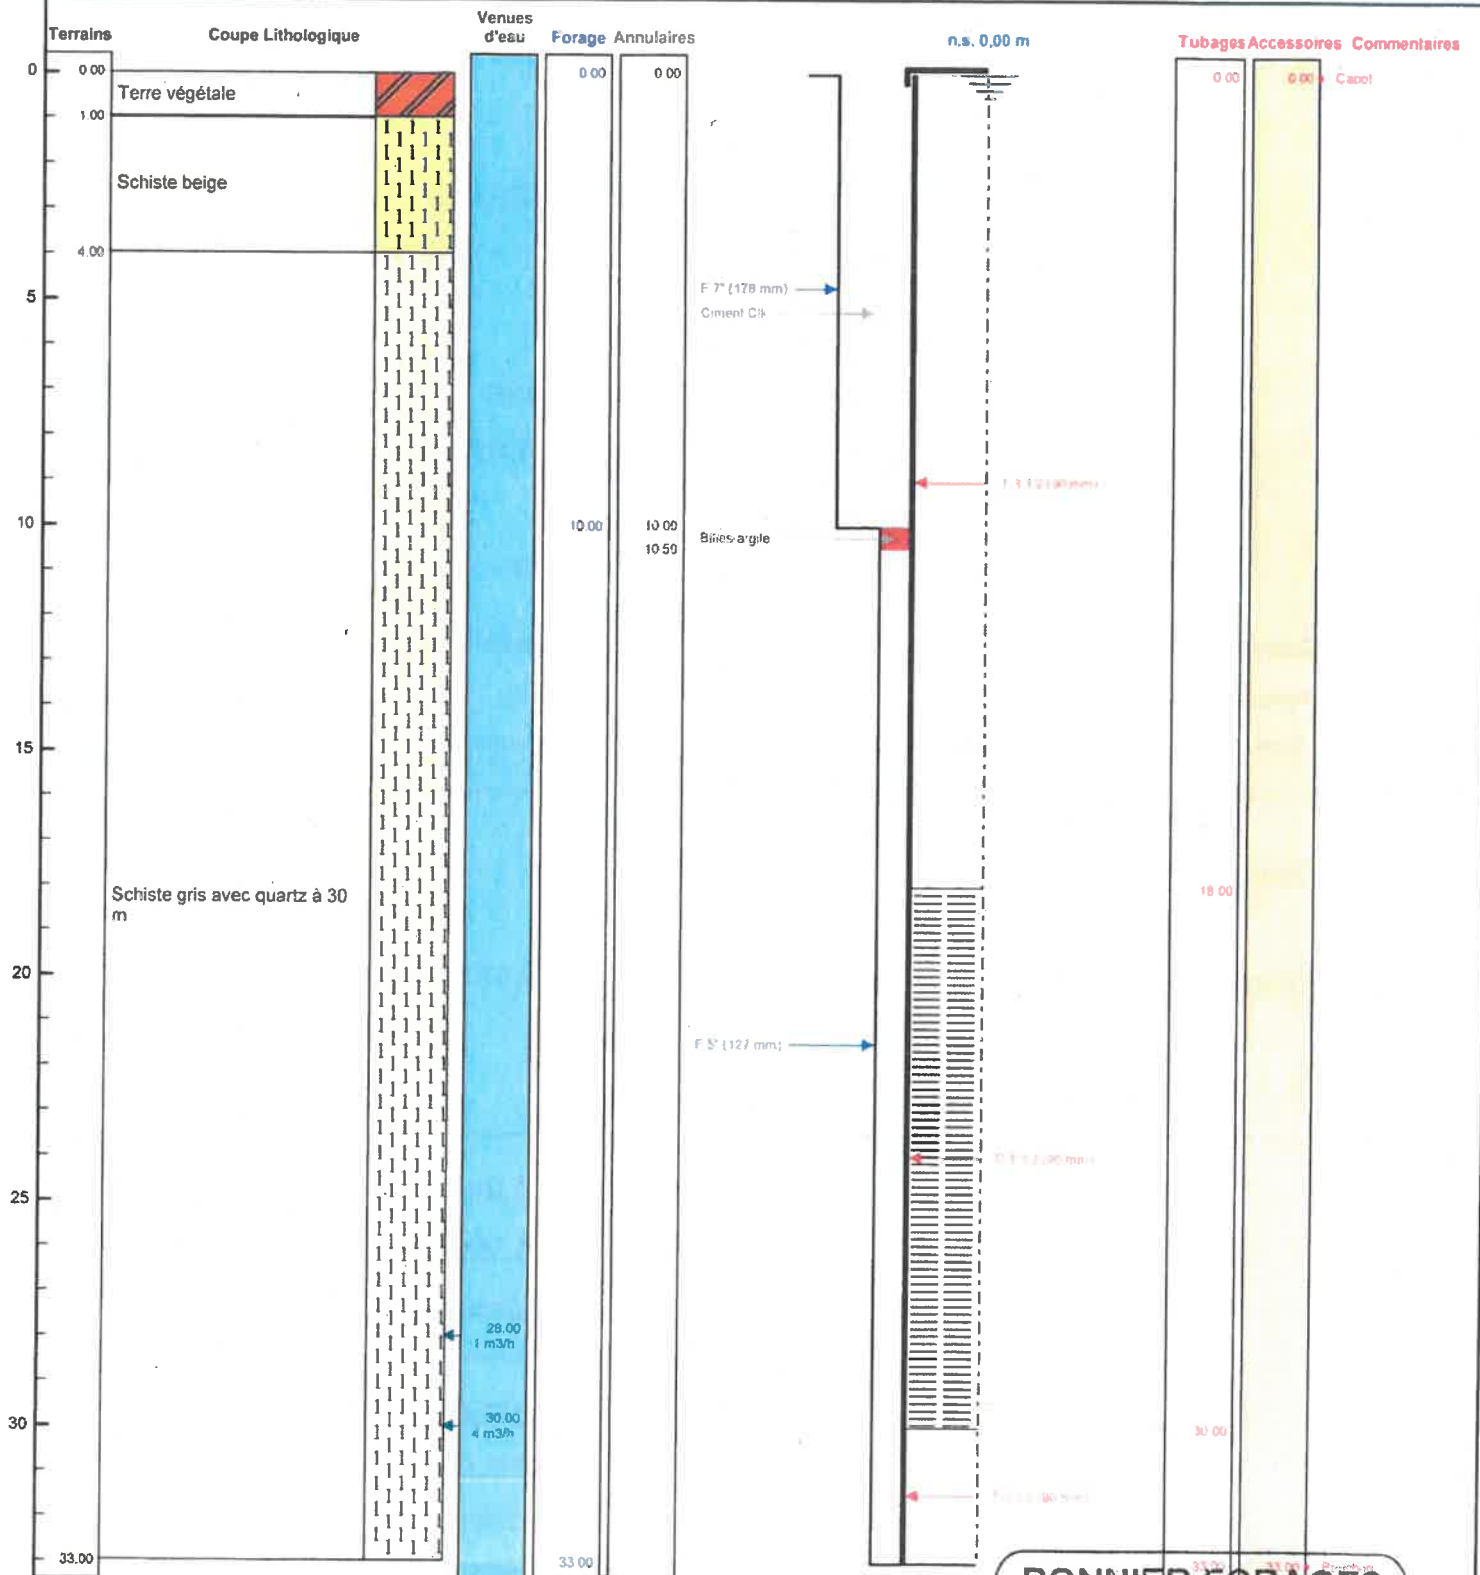 Terrains
Coupe Lithologique
Venues
d'eau
Forage
Annulaires
n.s. 0,00 m
Tubages
Accessoires
Commentaires
0
0.00
0.00
0.00
0.00
0.00
Capot
Terre végétale
1.00
Schiste beige
4.00
5
F 7" (178 mm)
Ciment Clk
10
10.00
10.00
10.50
Billes argile
15
Schiste gris avec quartz à 30
m
18.00
20
F 5" (127 mm)
25
28.00
1 m3/h
30
30.00
4 m3/h
30.00
33.00
33.00
33.00
33.00